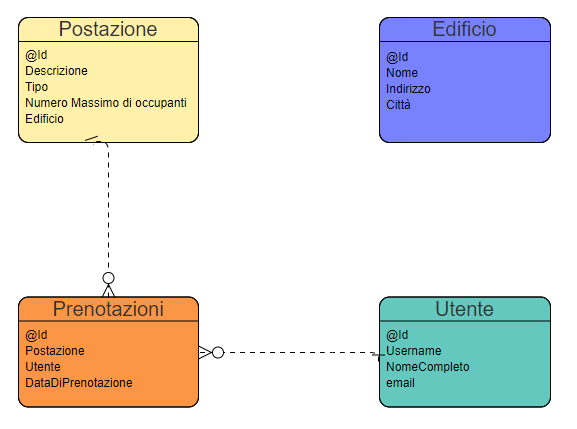 Postazione
@Id
Descrizione
Tipo
Numero Massimo di occupanti
Edificio
Edificio
@Id
Nome
Indirizzo
Città
Prenotazioni
@Id
Postazione
Utente
DataDiPrenotazione
Utente
@Id
Username
NomeCompleto
email